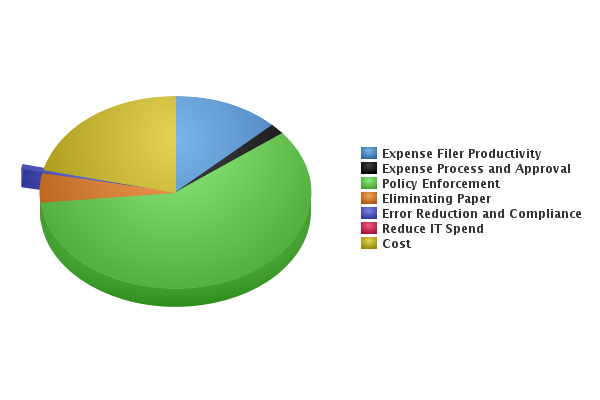 Expense Filer Productivity
Expense Process and Approval
Policy Enforcement
Eliminating Paper
Error Reduction and Compliance
Reduce IT Spend
Cost